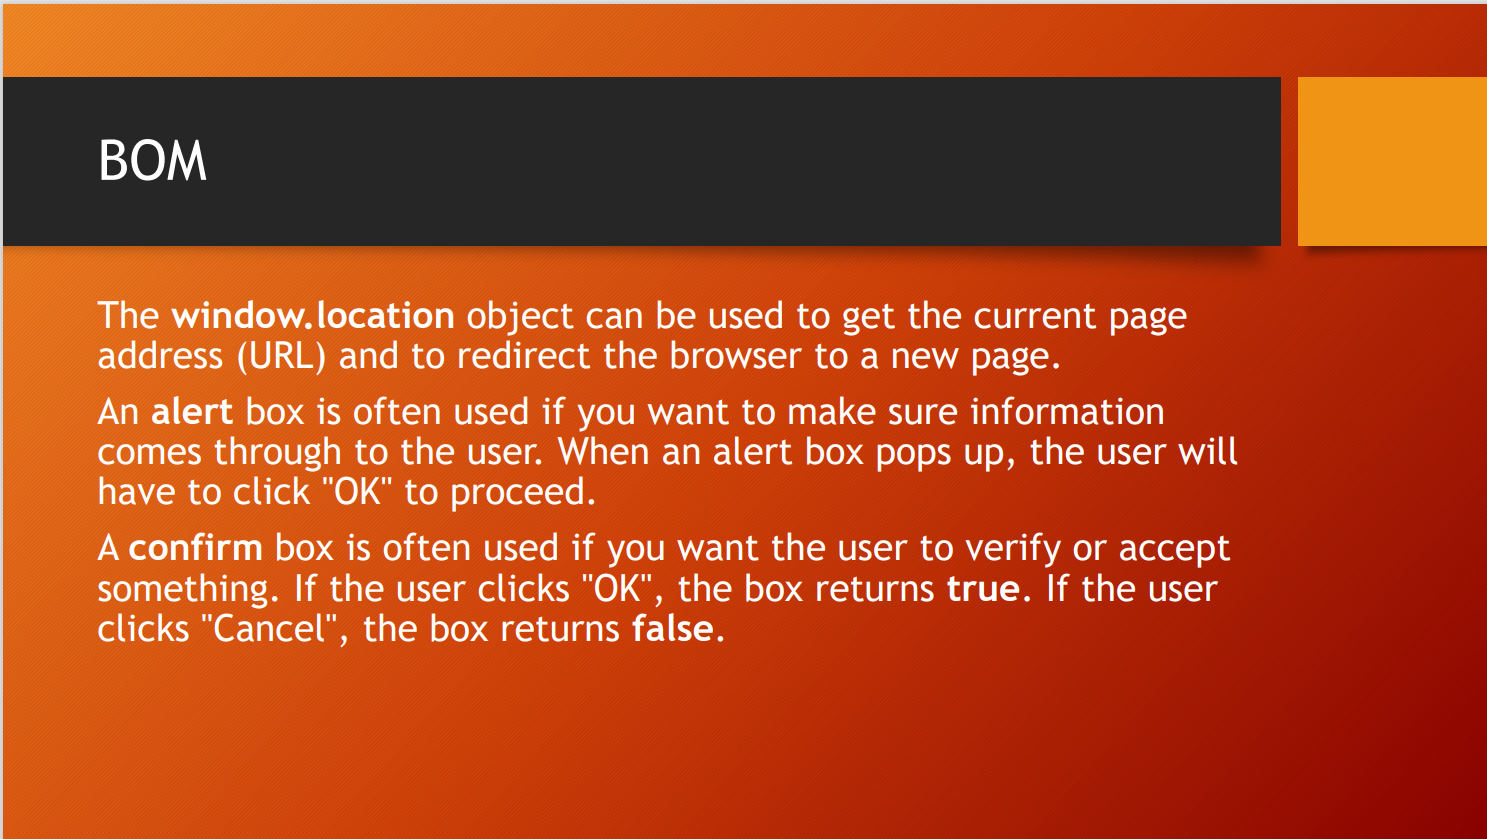 BOM
The window.location object can be used to get the current page
address (URL) and to redirect the browser to a new page.
An alert box is often used if you want to make sure information
comes through to the user. When an alert box pops up, the user will
have to click "OK" to proceed.
A confirm box is often used if you want the user to verify or accept
something. If the user clicks "OK", the box returns true. If the user
clicks "Cancel", the box returns false.